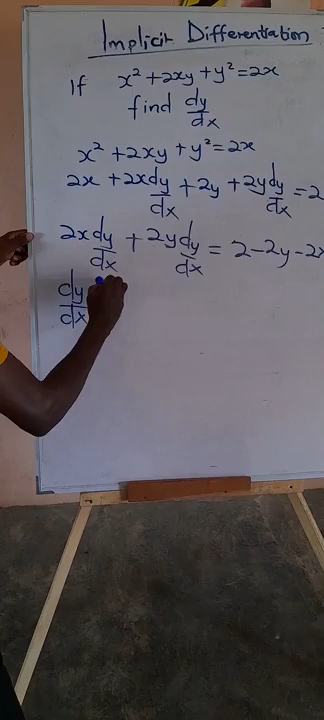 Implicit Differentiation
If x² + 2xy + y² = 2x
find dy/dx
x² + 2xy + y² = 2x
2x + 2x dy/dx + 2y + 2y dy/dx = 2
2x dy/dx + 2y dy/dx = 2 - 2y - 2x
dy/dx